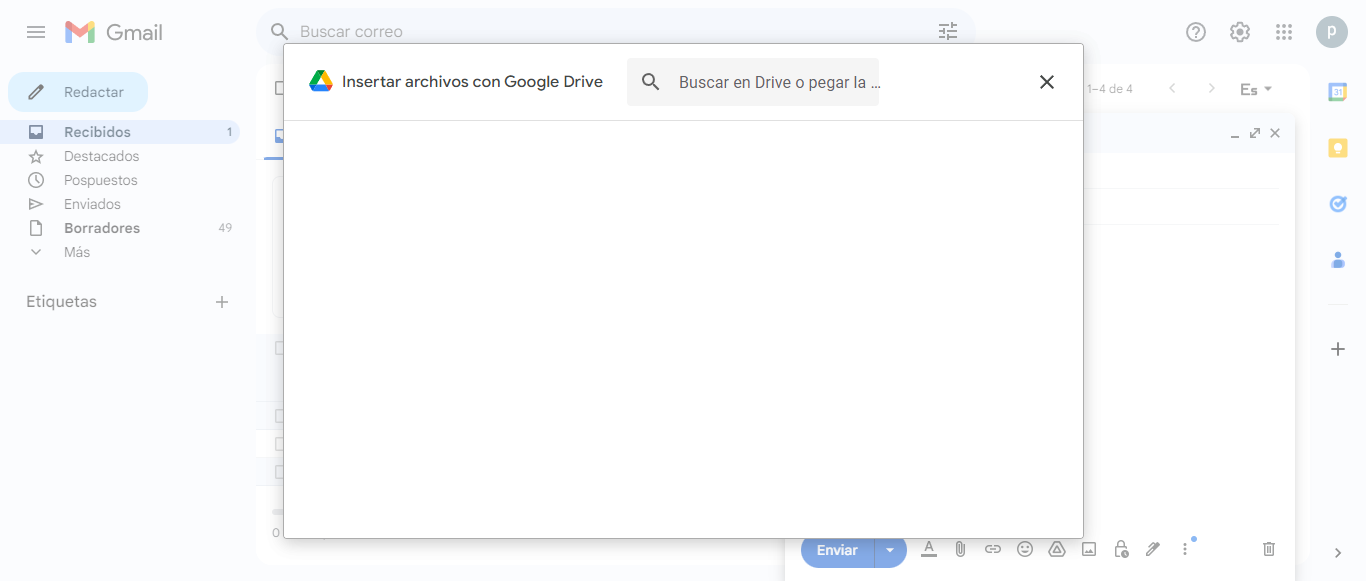 Gmail
Buscar correo
Insertar archivos con Google Drive
Buscar en Drive o pegar la ...
p
Redactar
1–4 de 4
Es
31
Recibidos 1
Destacados
Pospuestos
Enviados
Borradores 49
Más
Etiquetas
0
Enviar